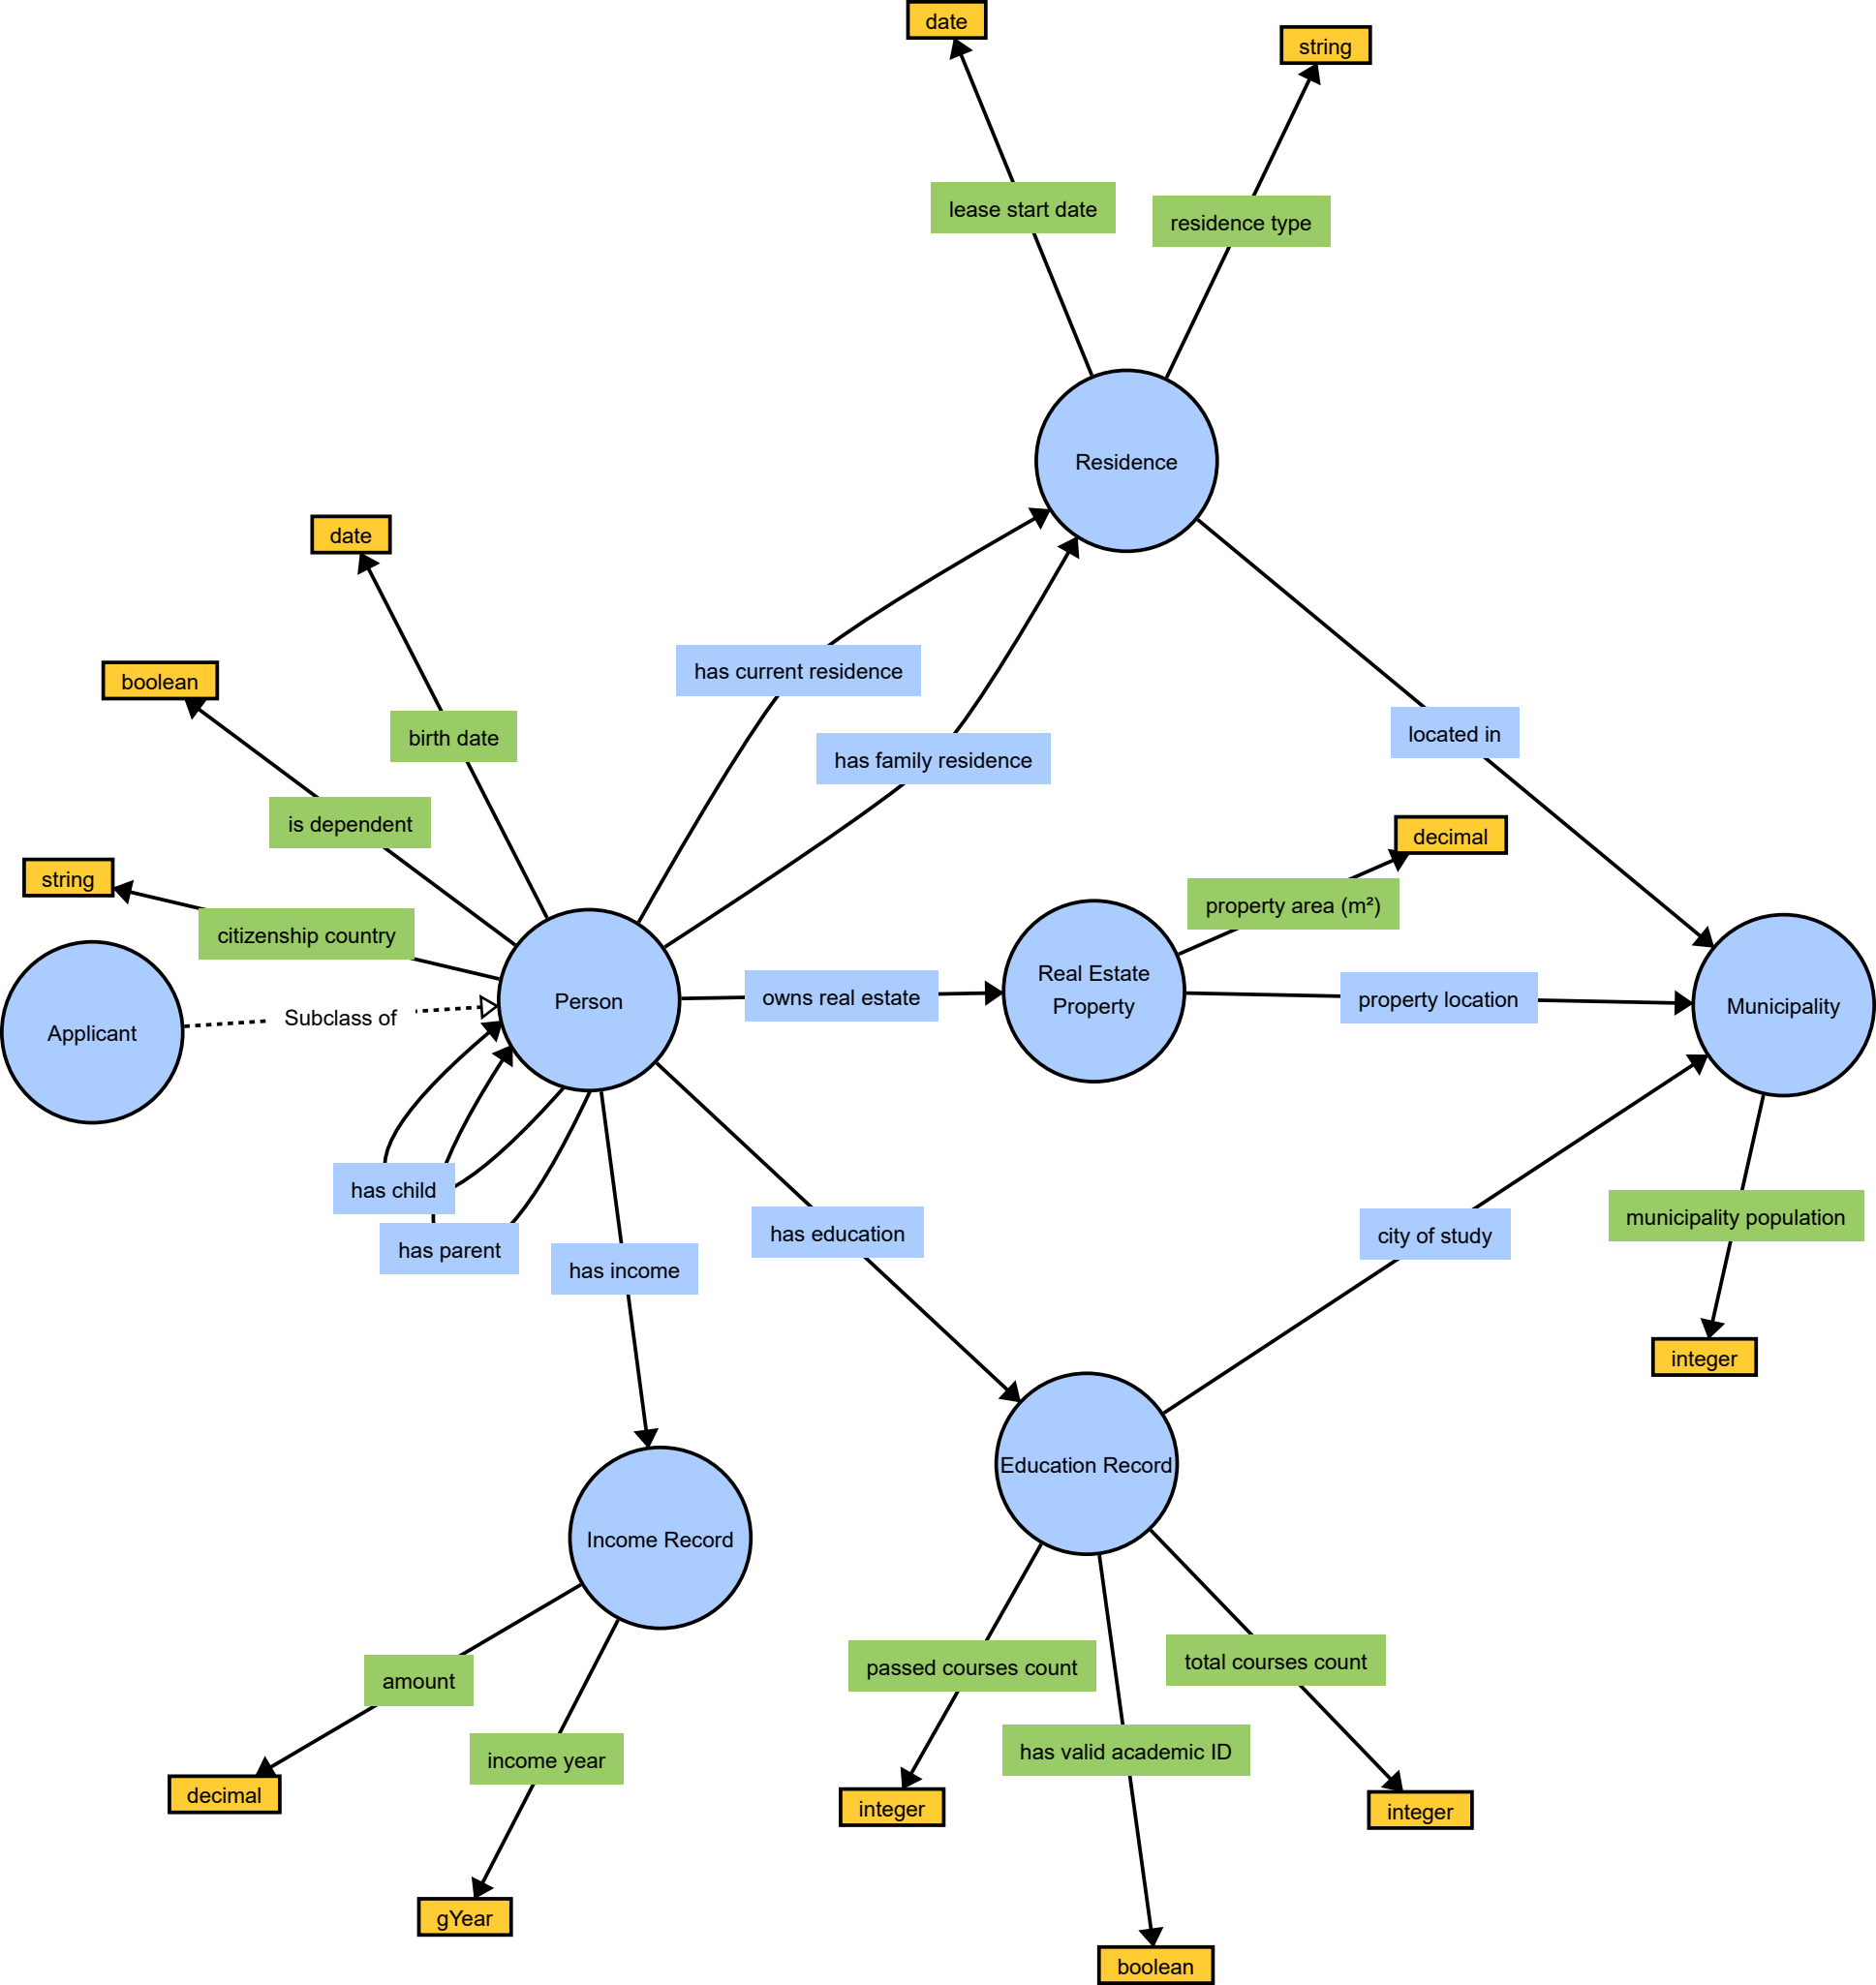 date
string
lease start date
residence type
Residence
date
boolean
birth date
has current residence
located in
has family residence
is dependent
decimal
string
property area (m²)
citizenship country
Real Estate
Property
owns real estate
property location
Person
Municipality
Subclass of
Applicant
has child
municipality population
has education
city of study
has parent
has income
integer
Education Record
Income Record
total courses count
passed courses count
amount
has valid academic ID
income year
decimal
integer
integer
gYear
boolean